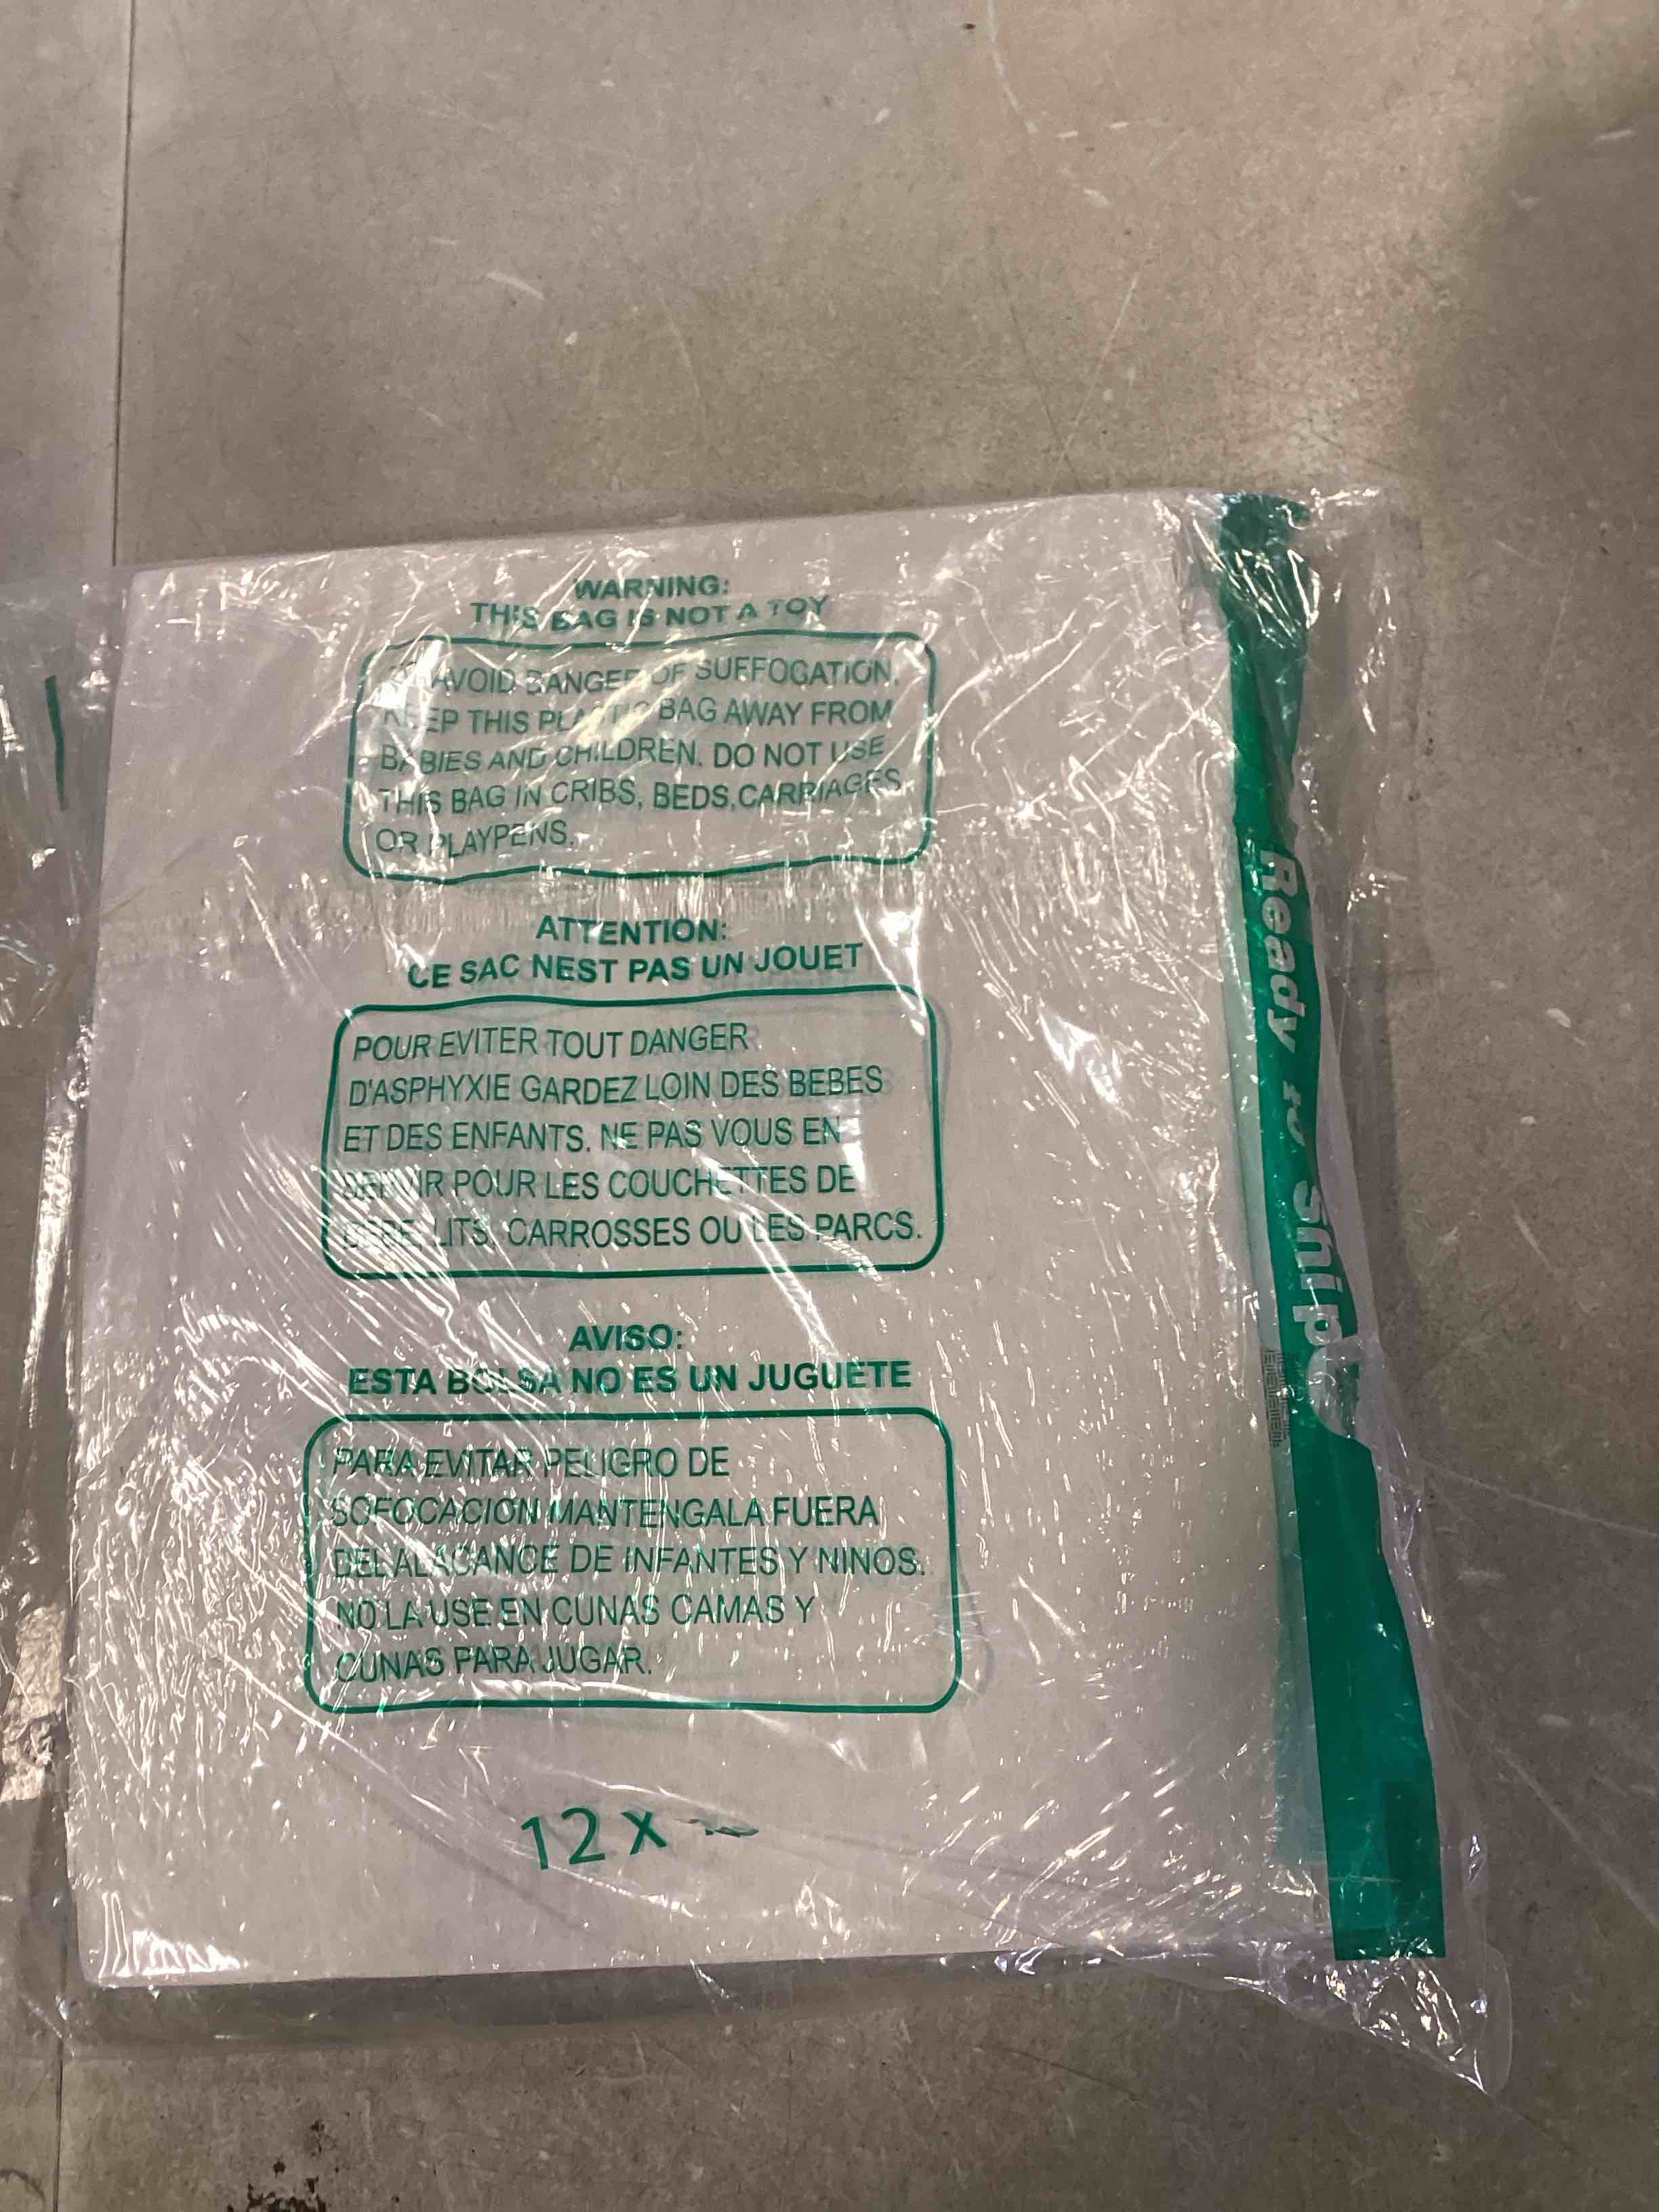 WARNING:
THIS BAG IS NOT A TOY
AVOID DANGER OF SUFFOCATION,
KEEP THIS PLASTIC BAG AWAY FROM
BABIES AND CHILDREN. DO NOT USE
THIS BAG IN CRIBS, BEDS,CARRIAGES
OR PLAYPENS.
ATTENTION:
CE SAC NEST PAS UN JOUET
POUR EVITER TOUT DANGER
D'ASPHYXIE GARDEZ LOIN DES BEBES
ET DES ENFANTS. NE PAS VOUS EN
SERVIR POUR LES COUCHETTES DE
BEBE, LITS, CARROSSES OU LES PARCS.
AVISO:
ESTA BOLSA NO ES UN JUGUETE
PARA EVITAR PELIGRO DE
SOFOCACION MANTENGALA FUERA
DEL ALACANCE DE INFANTES Y NINOS.
NO LA USE EN CUNAS CAMAS Y
CUNAS PARA JUGAR.
12 x
Ready to Ship